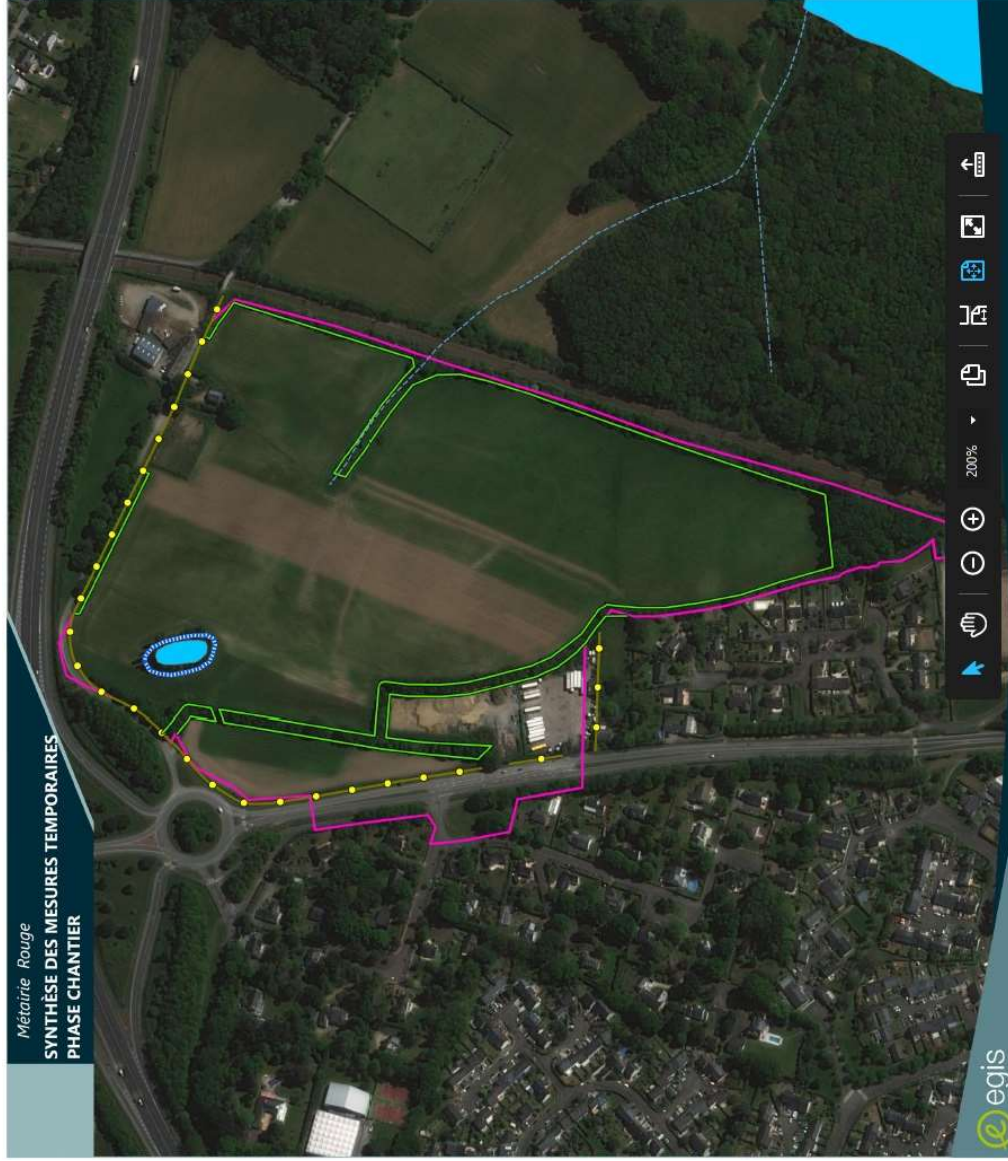 Métairie Rouge
SYNTHÈSE DES MESURES TEMPORAIRES
PHASE CHANTIER
200%
egis